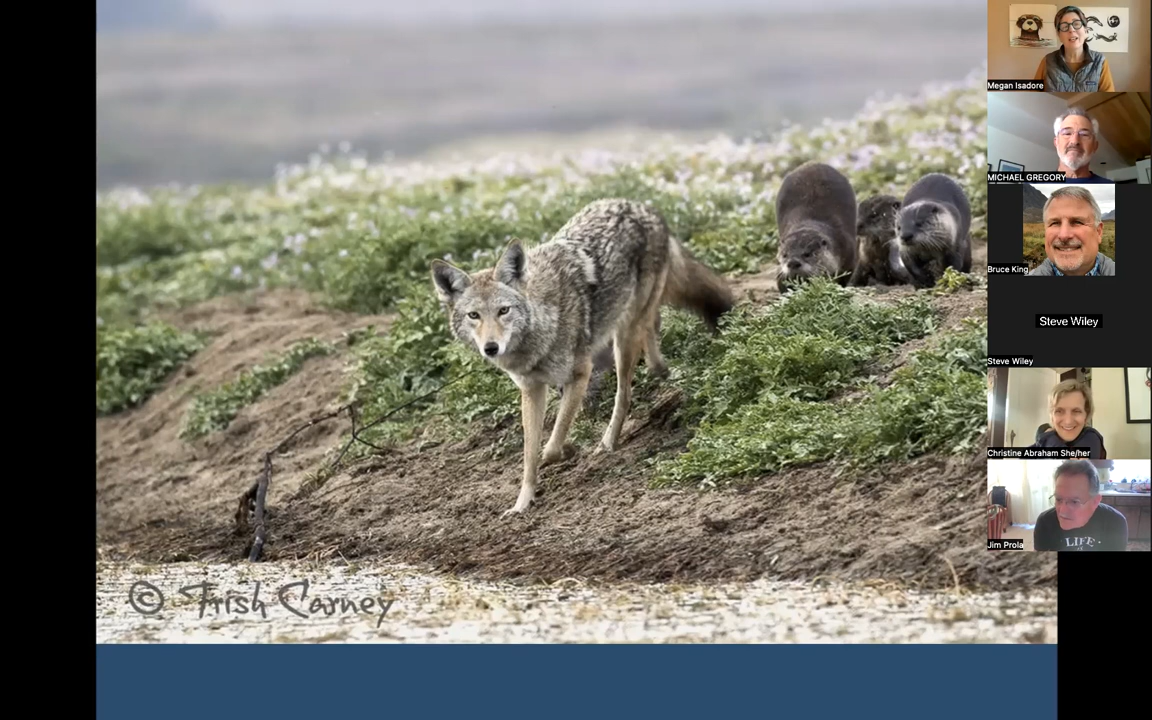 © Trish Carney
Megan Isadore
MICHAEL GREGORY
Bruce King
Steve Wiley
Steve Wiley
Christine Abraham She/her
Jim Prola
LIFE